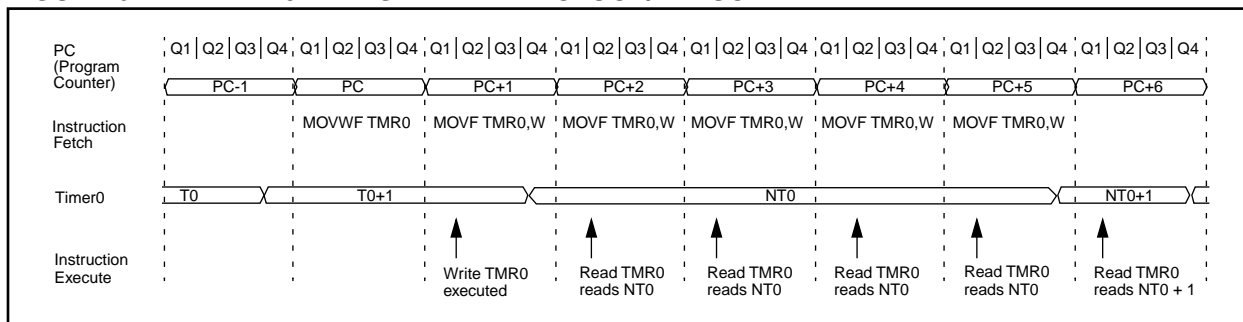 PC
(Program
Counter)
Q1 Q2 Q3 Q4 Q1 Q2 Q3 Q4 Q1 Q2 Q3 Q4 Q1 Q2 Q3 Q4 Q1 Q2 Q3 Q4 Q1 Q2 Q3 Q4 Q1 Q2 Q3 Q4 Q1 Q2 Q3 Q4
PC-1 PC PC+1 PC+2 PC+3 PC+4 PC+5 PC+6
Instruction
Fetch
MOVWF TMR0 MOVF TMR0,W MOVF TMR0,W MOVF TMR0,W MOVF TMR0,W MOVF TMR0,W
Timer0
T0 T0+1 NT0 NT0+1
Instruction
Execute
Write TMR0
executed
Read TMR0
reads NT0
Read TMR0
reads NT0
Read TMR0
reads NT0
Read TMR0
reads NT0
Read TMR0
reads NT0 + 1